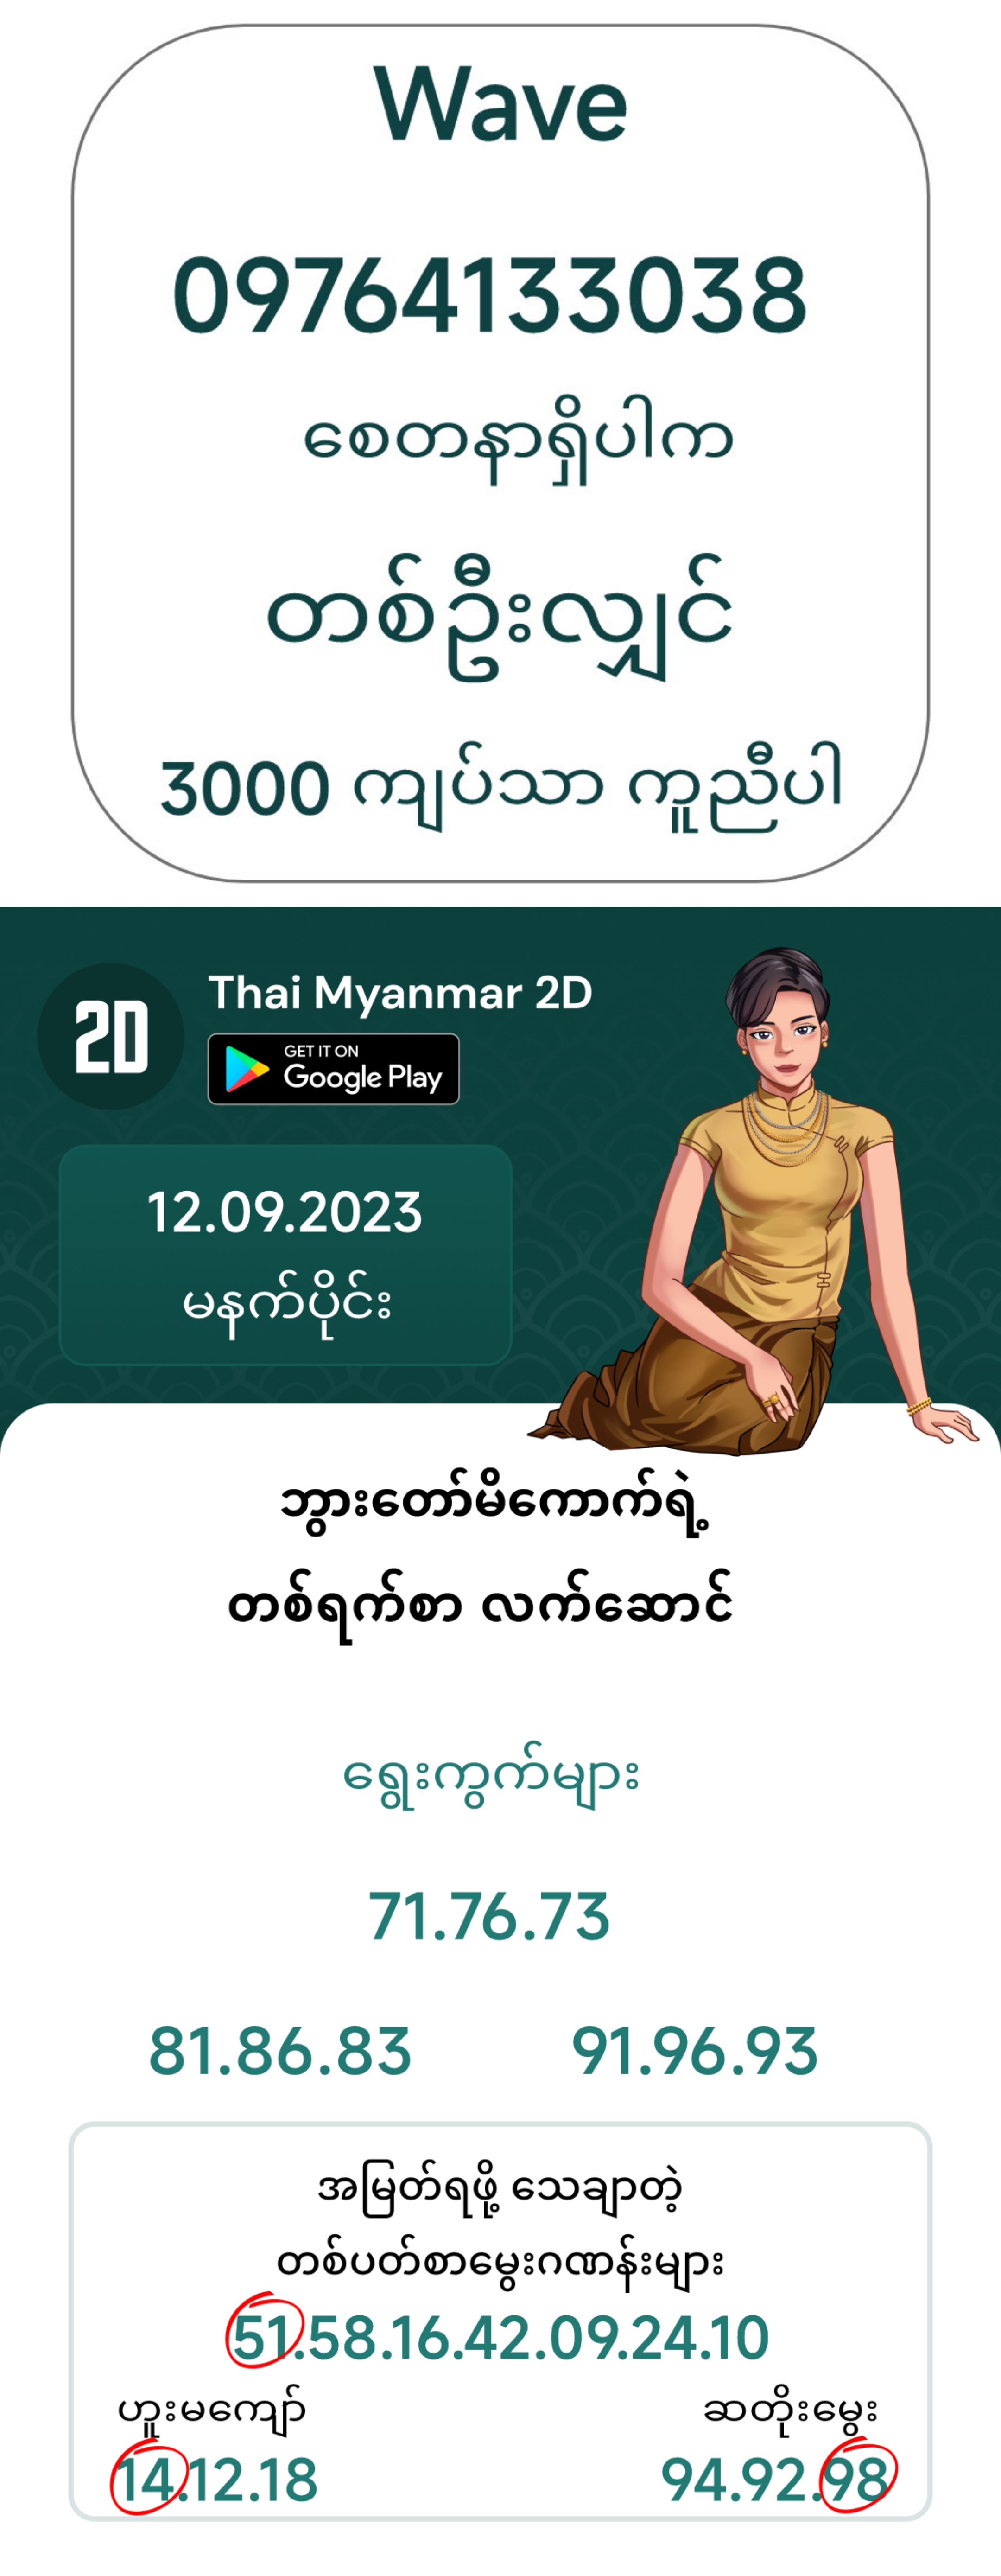 Wave
09764133038
စေတနာရှိပါက
တစ်ဦးလျှင်
3000 ကျပ်သာ ကူညီပါ
2D
Thai Myanmar 2D
GET IT ON
Google Play
12.09.2023
မနက်ပိုင်း
ဘွားတော်မိကောက်ရဲ့
တစ်ရက်စာ လက်ဆောင်
ရွေးကွက်များ
71.76.73
81.86.83 91.96.93
အမြတ်ရဖို့ သေချာတဲ့
တစ်ပတ်စာမွေးဂဏန်းများ
51.58.16.42.09.24.10
ဟူးမကျော် ဆတိုးမွေး
14.12.18 94.92.98